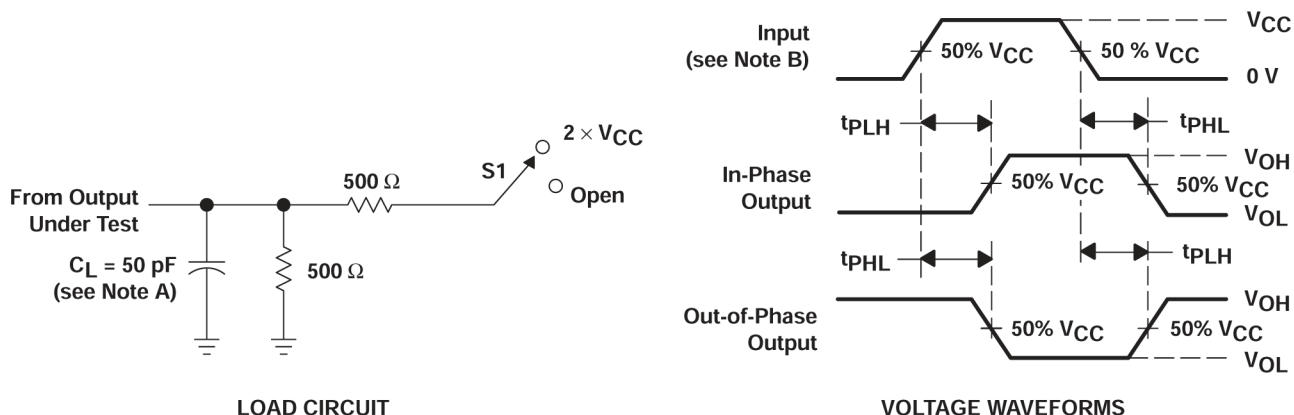 From Output
Under Test
C_L = 50 pF
(see Note A)
500 Ω
500 Ω
S1
2 × V_CC
Open
LOAD CIRCUIT
Input
(see Note B)
50% V_CC
50 % V_CC
V_CC
0 V
t_PLH
t_PHL
In-Phase
Output
50% V_CC
50% V_CC
V_OH
V_OL
t_PHL
t_PLH
Out-of-Phase
Output
50% V_CC
50% V_CC
V_OH
V_OL
VOLTAGE WAVEFORMS